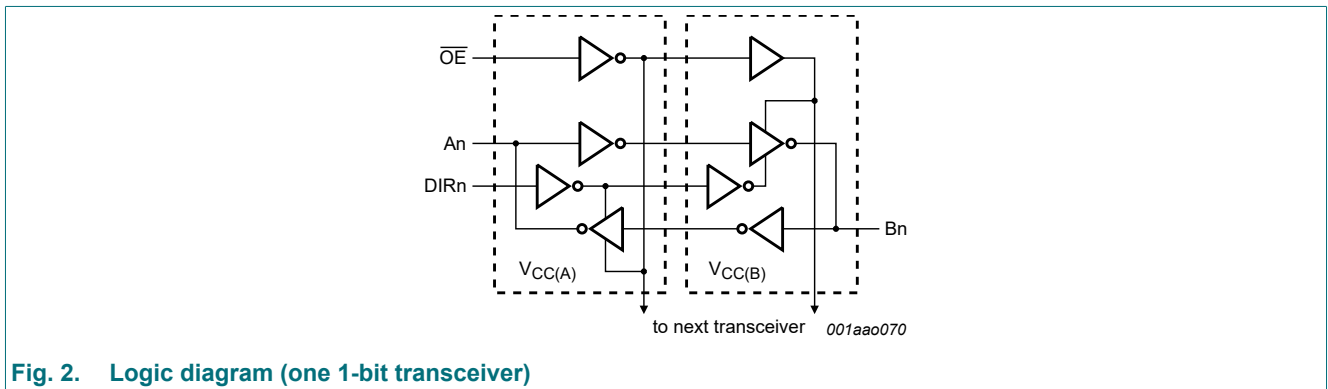 OE
An
DIRn
Bn
VCC(A)
VCC(B)
to next transceiver
001aao070
Fig. 2. Logic diagram (one 1-bit transceiver)